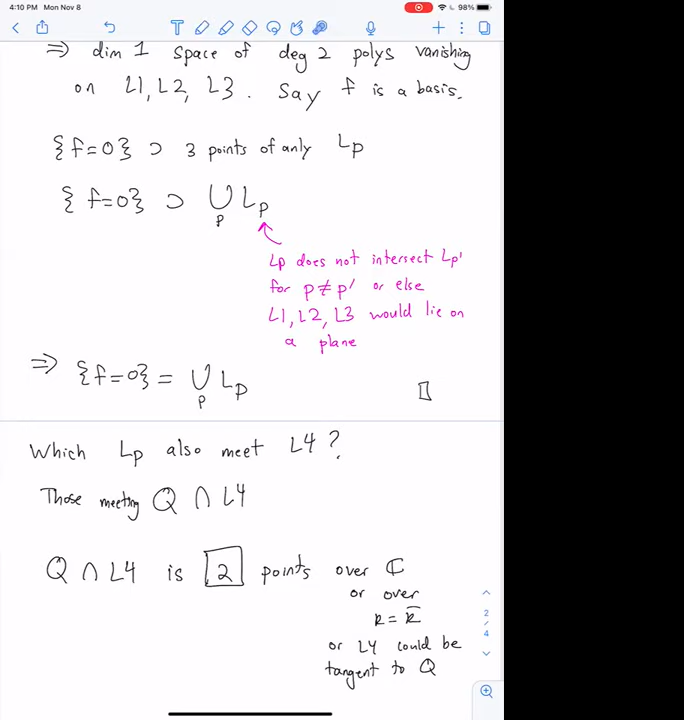 4:10 PM Mon Nov 8
98%
⇒ dim 1 space of deg 2 polys vanishing
on L1, L2, L3. Say f is a basis.
{f=0} ⊃ 3 points of any Lp
{f=0} ⊃ ⋃ Lp
p
Lp does not intersect Lp'
for p ≠ p' or else
L1, L2, L3 would lie on
a plane
⇒ {f=0} = ⋃ Lp
p
Which Lp also meet L4?
Those meeting Q ∩ L4
Q ∩ L4 is 2 points over ℂ
or over
k = k̅
or L4 could be
tangent to Q
2
/
4